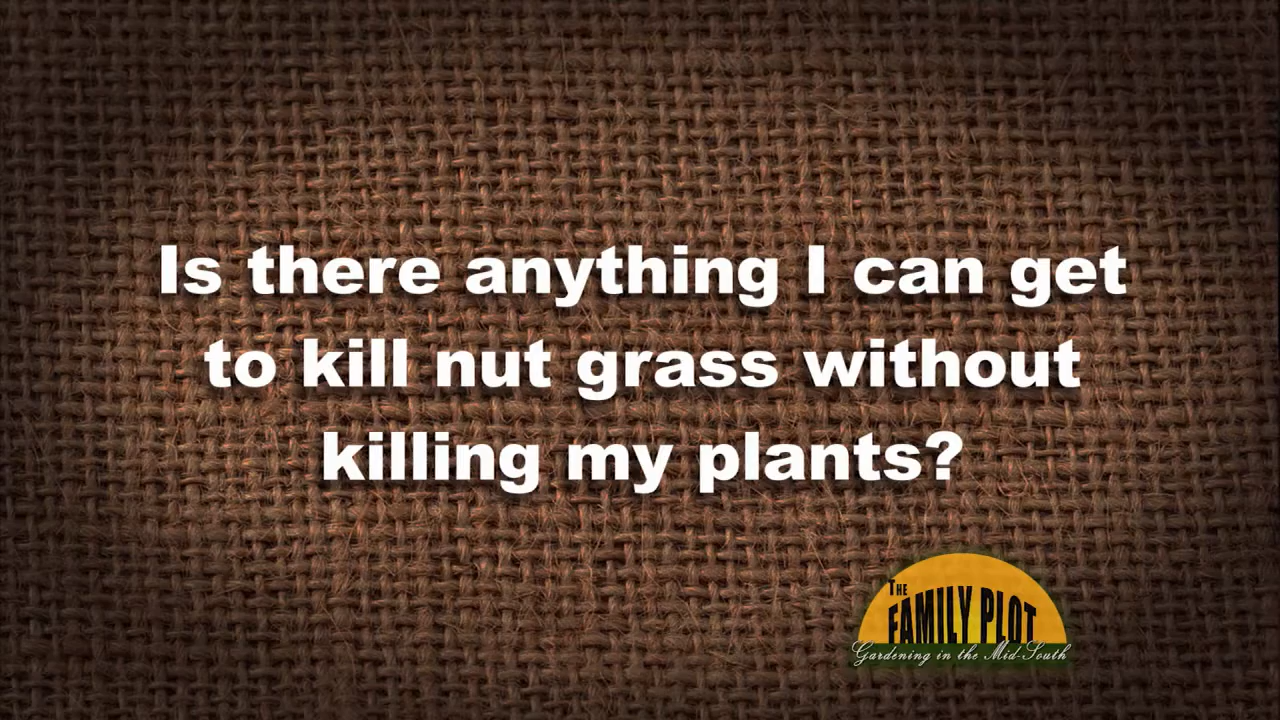 Is there anything I can get
to kill nut grass without
killing my plants?
THE
FAMILY PLOT
Gardening in the Mid-South